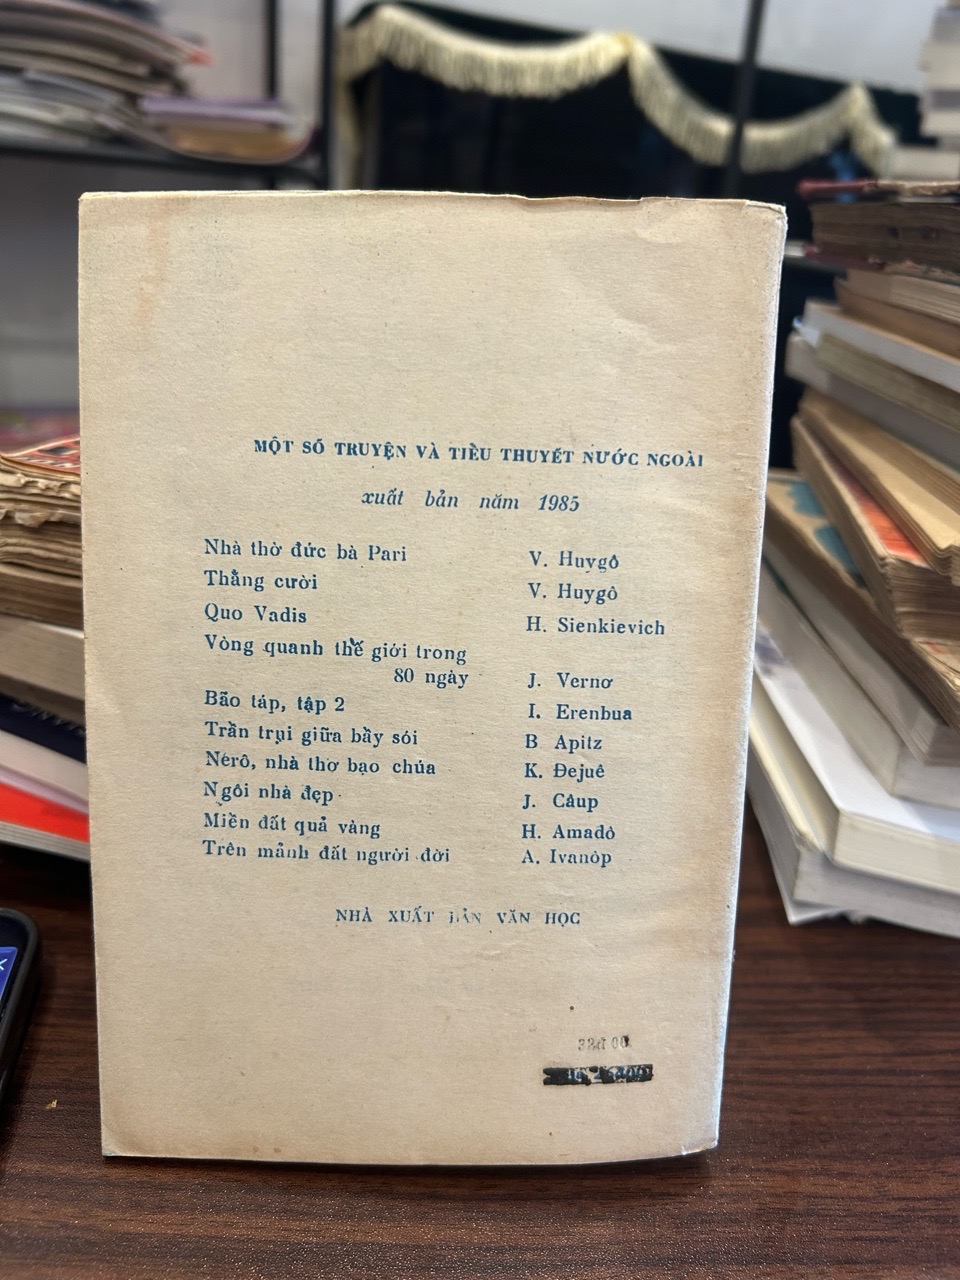 MỘT SỐ TRUYỆN VÀ TIỂU THUYẾT NƯỚC NGOÀI
xuất bản năm 1985
Nhà thờ đức bà Pari V. Huygô
Thằng cười V. Huygô
Quo Vadis H. Sienkievich
Vòng quanh thế giới trong
80 ngày J. Vernơ
Bão táp, tập 2 I. Erenbua
Trần trụi giữa bầy sói B Apitz
Nérô, nhà thơ bạo chúa K. Đejuê
Ngôi nhà đẹp J. Câup
Miền đất quả vàng H. Amadô
Trên mảnh đất người đời A. Ivanôp
NHÀ XUẤT BẢN VĂN HỌC